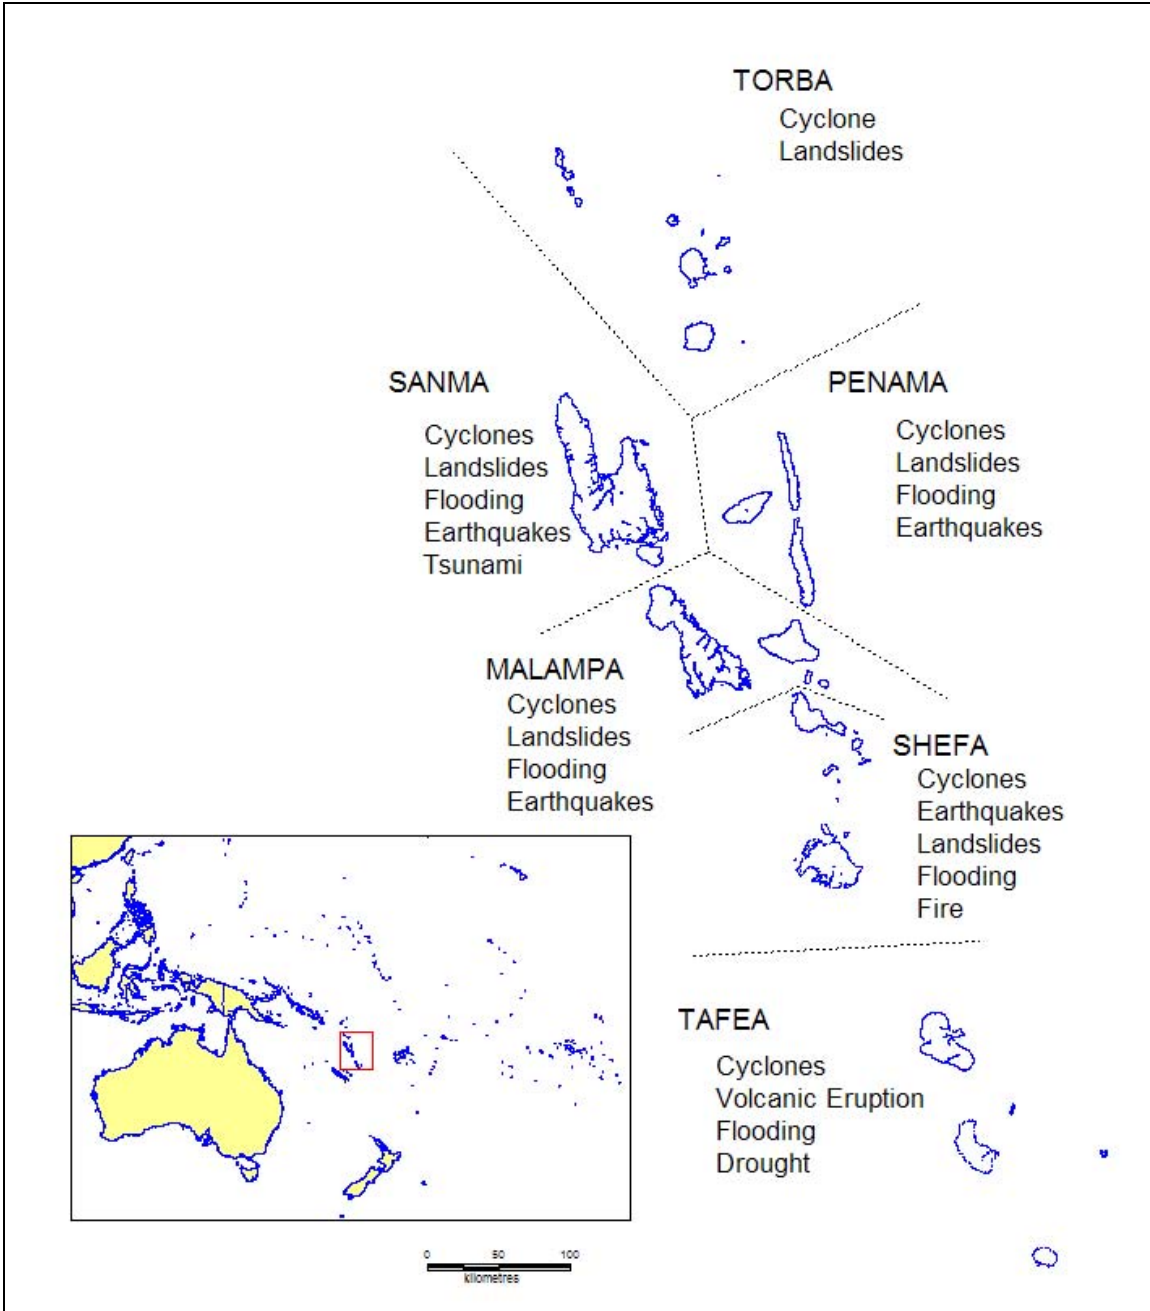 TORBA
Cyclone
Landslides
SANMA
Cyclones
Landslides
Flooding
Earthquakes
Tsunami
PENAMA
Cyclones
Landslides
Flooding
Earthquakes
MALAMPA
Cyclones
Landslides
Flooding
Earthquakes
SHEFA
Cyclones
Earthquakes
Landslides
Flooding
Fire
TAFEA
Cyclones
Volcanic Eruption
Flooding
Drought
0 50 100
kilometres